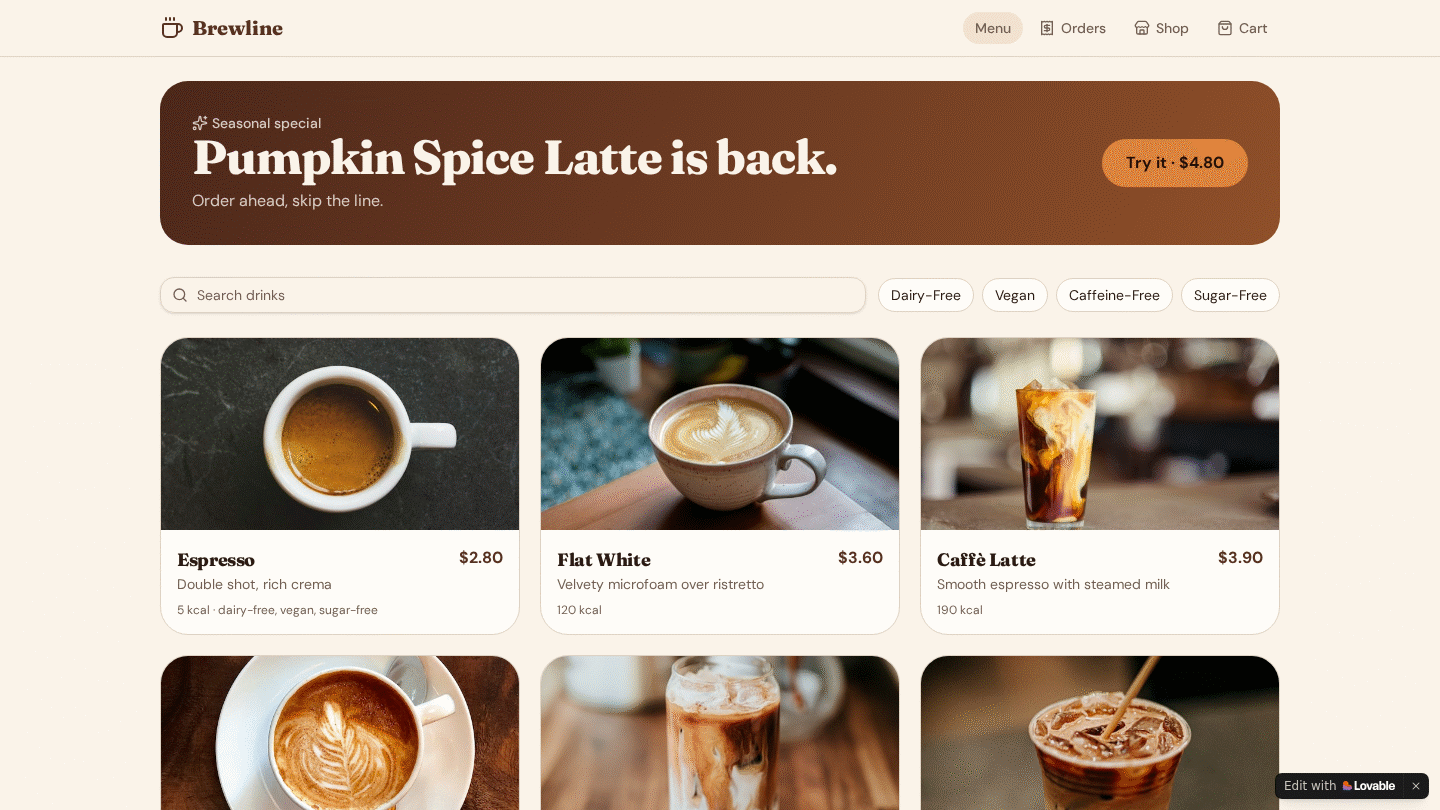 Brewline
Menu
Orders
Shop
Cart
Seasonal special
Pumpkin Spice Latte is back.
Order ahead, skip the line.
Try it · $4.80
Search drinks
Dairy-Free
Vegan
Caffeine-Free
Sugar-Free
Espresso
$2.80
Double shot, rich crema
5 kcal · dairy-free, vegan, sugar-free
Flat White
$3.60
Velvety microfoam over ristretto
120 kcal
Caffè Latte
$3.90
Smooth espresso with steamed milk
190 kcal
Edit with Lovable